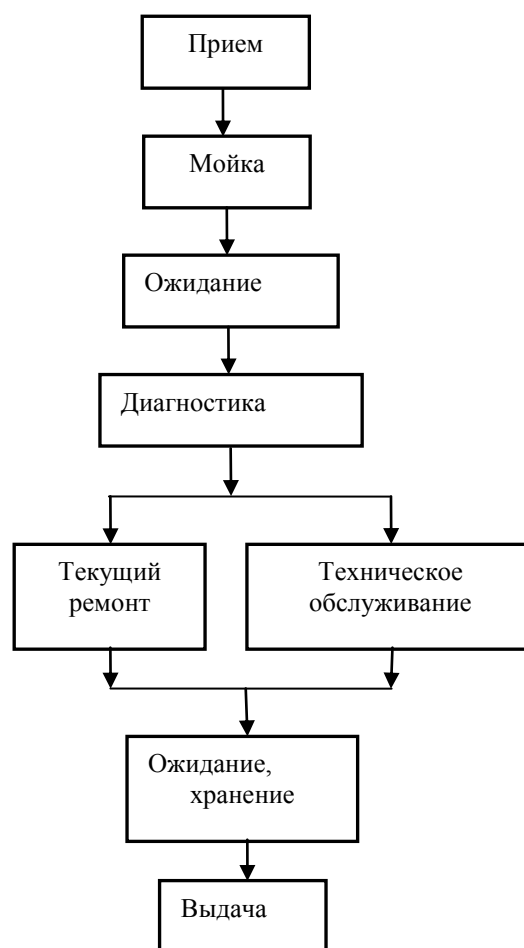 Прием
Мойка
Ожидание
Диагностика
Текущий
ремонт
Техническое
обслуживание
Ожидание,
хранение
Выдача